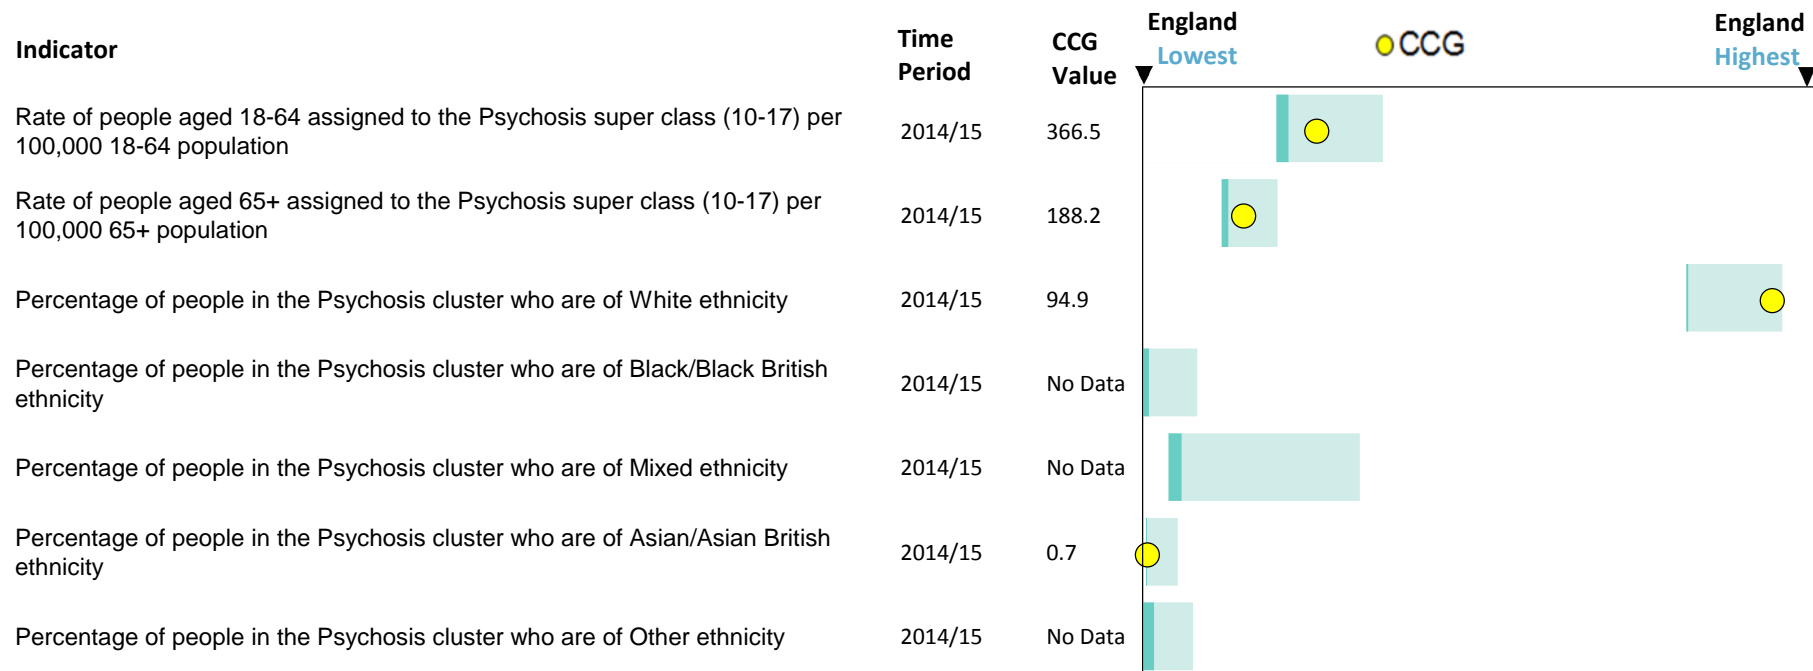 Indicator
Time
Period
CCG
Value
England
Lowest
CCG
England
Highest
Rate of people aged 18-64 assigned to the Psychosis super class (10-17) per
100,000 18-64 population
2014/15
366.5
Rate of people aged 65+ assigned to the Psychosis super class (10-17) per
100,000 65+ population
2014/15
188.2
Percentage of people in the Psychosis cluster who are of White ethnicity
2014/15
94.9
Percentage of people in the Psychosis cluster who are of Black/Black British
ethnicity
2014/15
No Data
Percentage of people in the Psychosis cluster who are of Mixed ethnicity
2014/15
No Data
Percentage of people in the Psychosis cluster who are of Asian/Asian British
ethnicity
2014/15
0.7
Percentage of people in the Psychosis cluster who are of Other ethnicity
2014/15
No Data